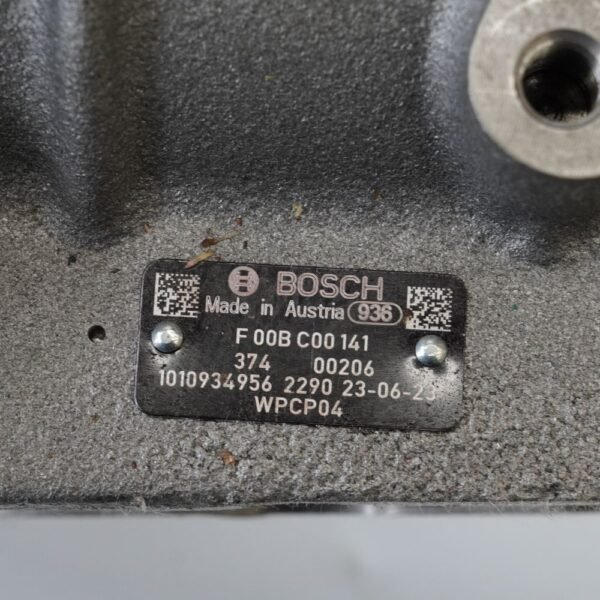 BOSCH
Made in Austria 936
F 00B C00 141
374 00206
1010934956 2290 23-06-23
WPCP04